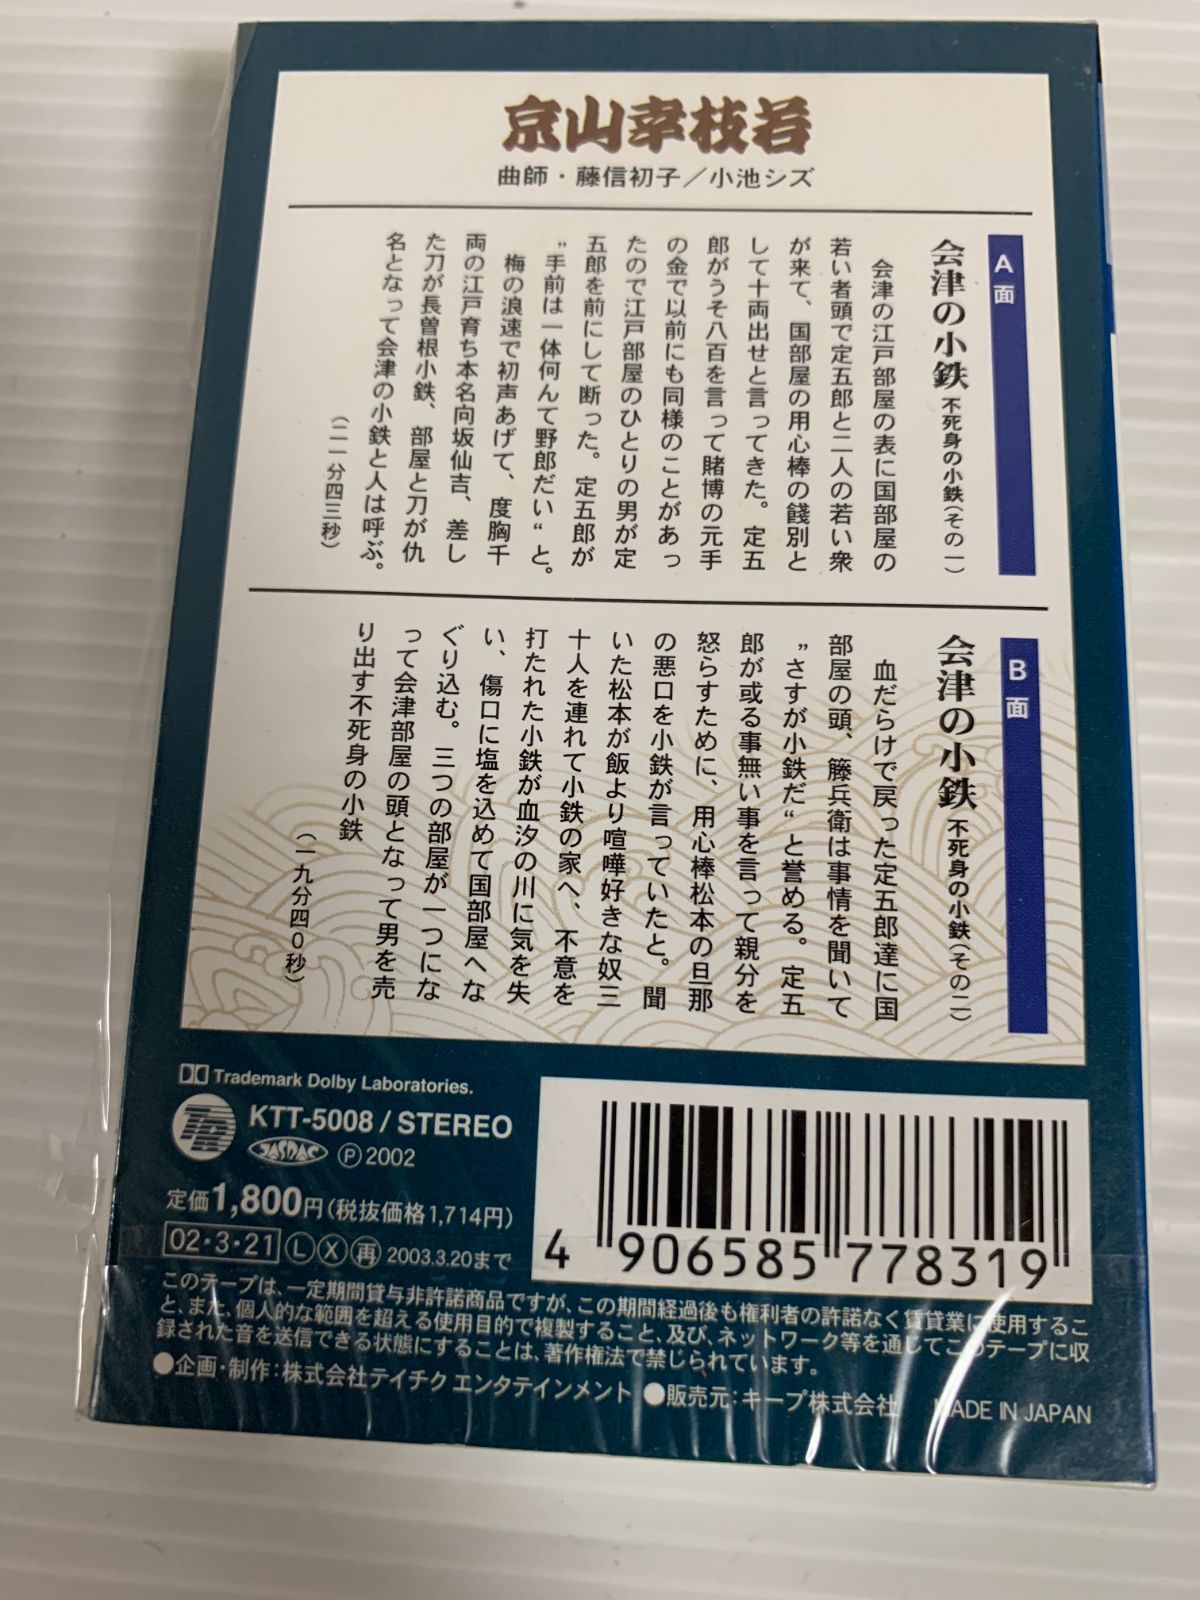 京山幸枝若
曲師・藤信初子／小池シズ
A面
会津の小鉄 不死身の小鉄(その一)
会津の江戸部屋の表に国部屋の
若い者頭で定五郎と二人の若い衆
が来て、国部屋の用心棒の餞別と
して十両出せと言ってきた。定五
郎がうそ八百を言って賭博の元手
の金で以前にも同様のことがあっ
たので江戸部屋のひとりの男が定
五郎を前にして断った。定五郎が
〝手前は一体何んて野郎だい〟と。
梅の浪速で初声あげて、度胸千
両の江戸育ち本名向坂仙吉、差し
た刀が長曽根小鉄、部屋と刀が仇
名となって会津の小鉄と人は呼ぶ。
(二一分四三秒)
B面
会津の小鉄 不死身の小鉄(その二)
血だらけで戻った定五郎達に国
部屋の頭、籐兵衛は事情を聞いて
〝さすが小鉄だ〟と誉める。定五
郎が或る事無い事を言って親分を
怒らすために、用心棒松本の旦那
の悪口を小鉄が言っていたと。聞
いた松本が飯より喧嘩好きな奴三
十人を連れて小鉄の家へ、不意を
打たれた小鉄が血汐の川に気を失
い、傷口に塩を込めて国部屋へな
ぐり込む。三つの部屋が一つにな
って会津部屋の頭となって男を売
り出す不死身の小鉄
(一九分四〇秒)
Trademark Dolby Laboratories.
KTT-5008 / STEREO
JASRAC ℗2002
定価1,800円(税抜価格1,714円)
02・3・21 Ⓛ Ⓧ ㊥再 2003.3.20まで
4 906585 778319
このテープは、一定期間貸与非許諾商品ですが、この期間経過後も権利者の許諾なく賃貸業に使用するこ
と、また、個人的な範囲を超える使用目的で複製すること、及び、ネットワーク等を通じてこのテープに収
録された音を送信できる状態にすることは、著作権法で禁じられています。
●企画・制作：株式会社テイチクエンタテインメント ●販売元：キープ株式会社 MADE IN JAPAN